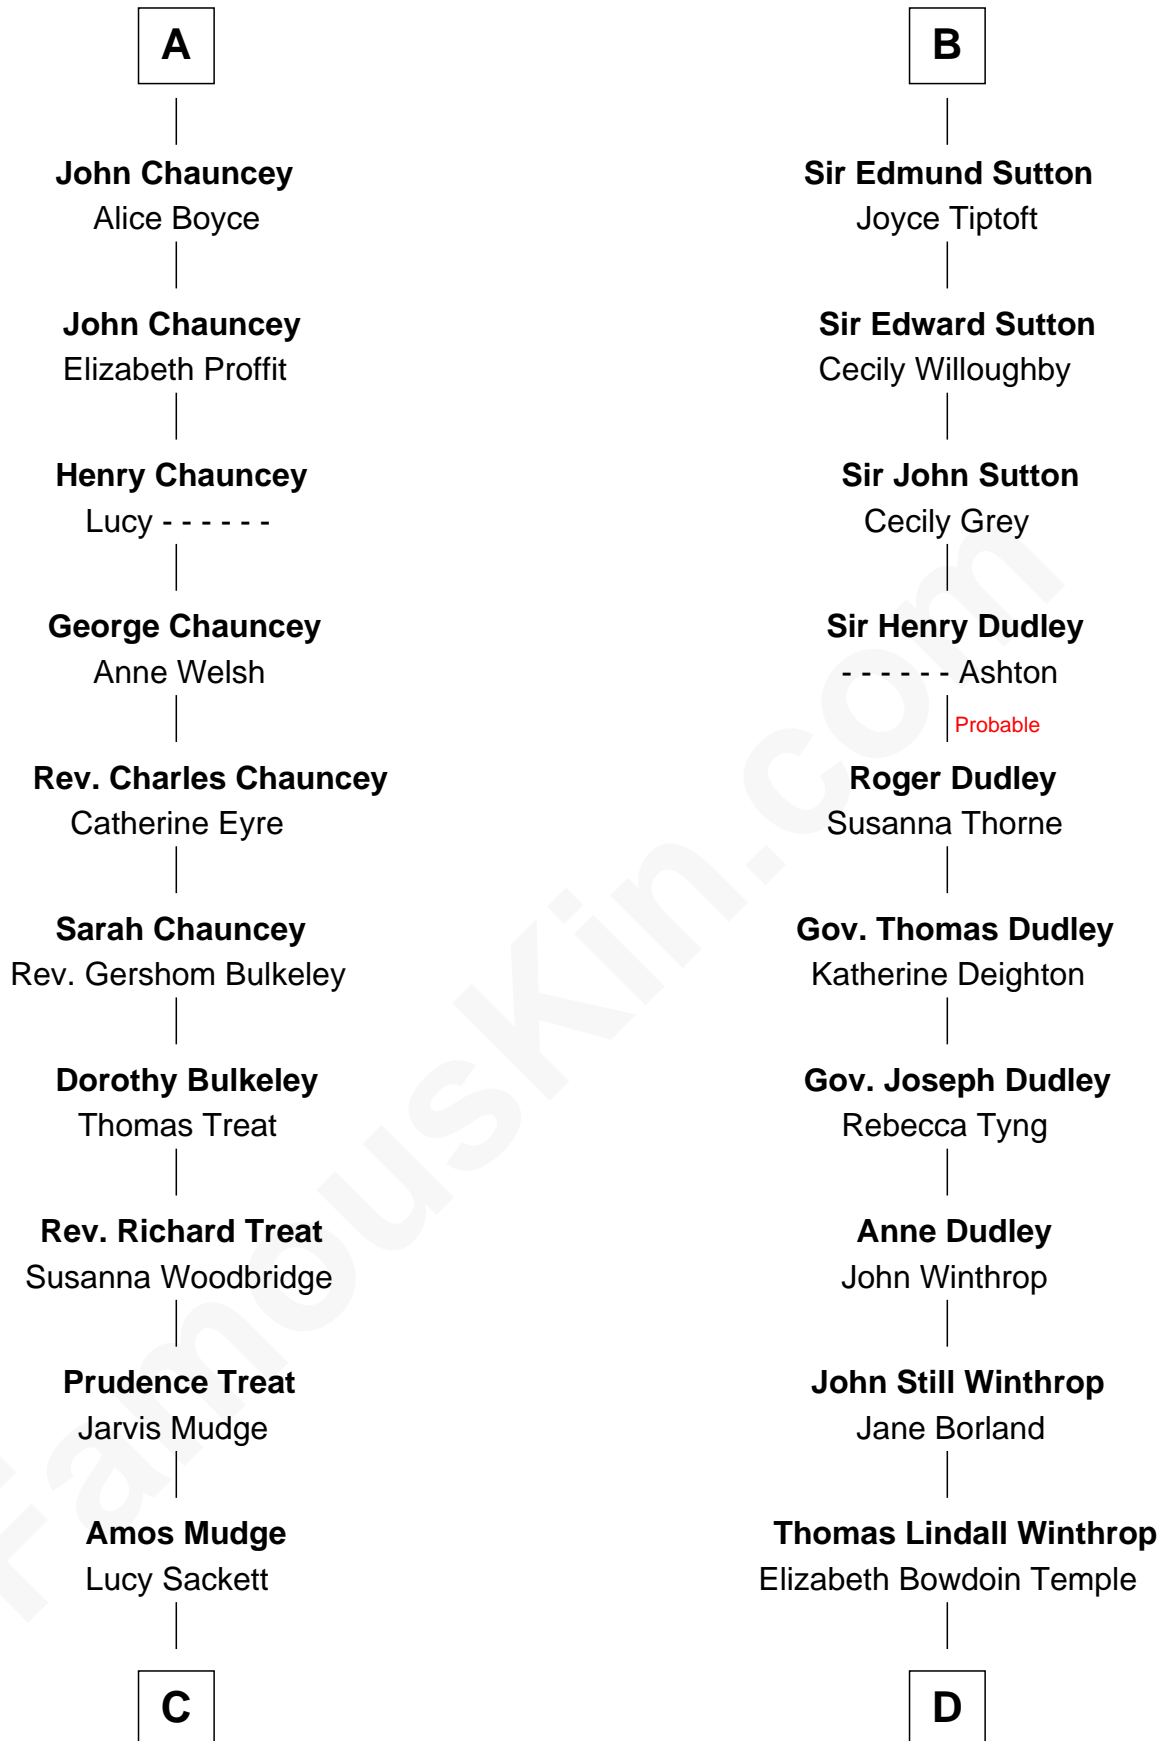 A
John Chauncey
Alice Boyce
John Chauncey
Elizabeth Proffit
Henry Chauncey
Lucy - - - - - -
George Chauncey
Anne Welsh
Rev. Charles Chauncey
Catherine Eyre
Sarah Chauncey
Rev. Gershom Bulkeley
Dorothy Bulkeley
Thomas Treat
Rev. Richard Treat
Susanna Woodbridge
Prudence Treat
Jarvis Mudge
Amos Mudge
Lucy Sackett
C
B
Sir Edmund Sutton
Joyce Tiptoft
Sir Edward Sutton
Cecily Willoughby
Sir John Sutton
Cecily Grey
Sir Henry Dudley
- - - - - - Ashton
Probable
Roger Dudley
Susanna Thorne
Gov. Thomas Dudley
Katherine Deighton
Gov. Joseph Dudley
Rebecca Tyng
Anne Dudley
John Winthrop
John Still Winthrop
Jane Borland
Thomas Lindall Winthrop
Elizabeth Bowdoin Temple
D
FamousKin.com